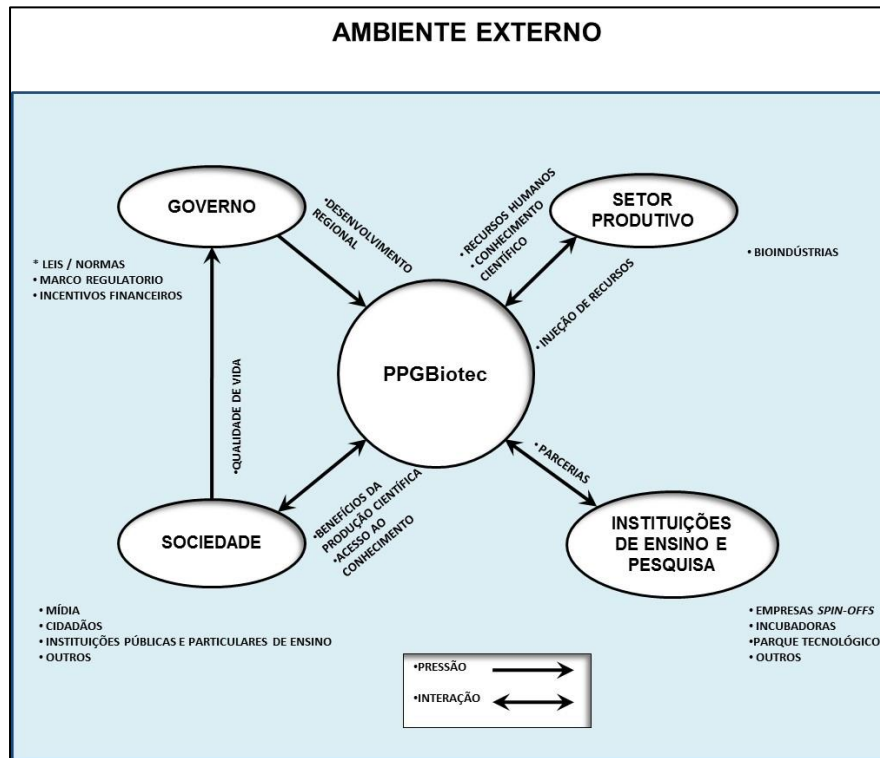 AMBIENTE EXTERNO
GOVERNO
* LEIS / NORMAS
• MARCO REGULATORIO
• INCENTIVOS FINANCEIROS
•DESENVOLVIMENTO
REGIONAL
• RECURSOS HUMANOS
• CONHECIMENTO
CIENTÍFICO
SETOR
PRODUTIVO
• BIOINDÚSTRIAS
• INJEÇÃO DE RECURSOS
PPGBiotec
•QUALIDADE DE VIDA
• PARCERIAS
SOCIEDADE
•BENEFÍCIOS DA
PRODUÇÃO CIENTÍFICA
•ACESSO AO
CONHECIMENTO
INSTITUIÇÕES
DE ENSINO E
PESQUISA
• MÍDIA
• CIDADÃOS
• INSTITUIÇÕES PÚBLICAS E PARTICULARES DE ENSINO
• OUTROS
• EMPRESAS SPIN-OFFS
• INCUBADORAS
•PARQUE TECNOLÓGICO
• OUTROS
•PRESSÃO
•INTERAÇÃO